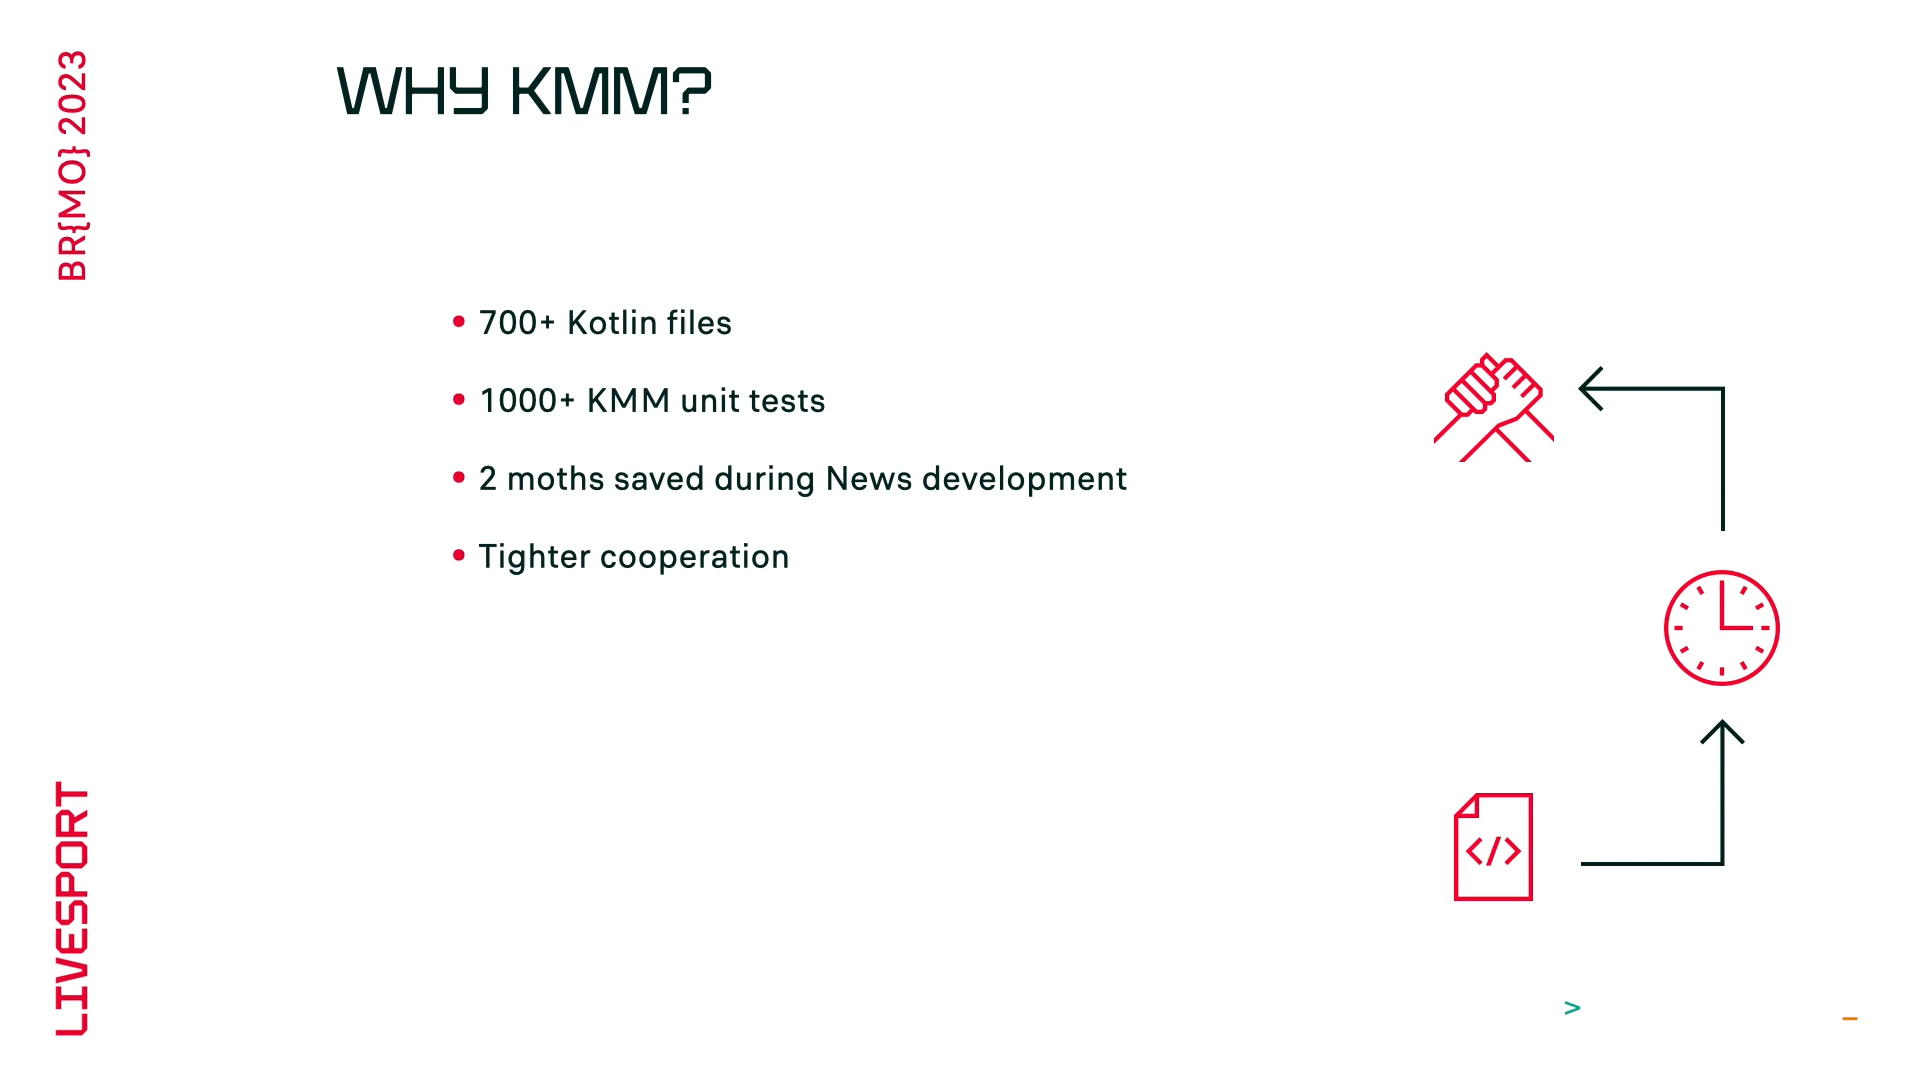 BR{MO} 2023
WHY KMM?
700+ Kotlin files
1000+ KMM unit tests
2 moths saved during News development
Tighter cooperation
</>
LIVESPORT
>
_